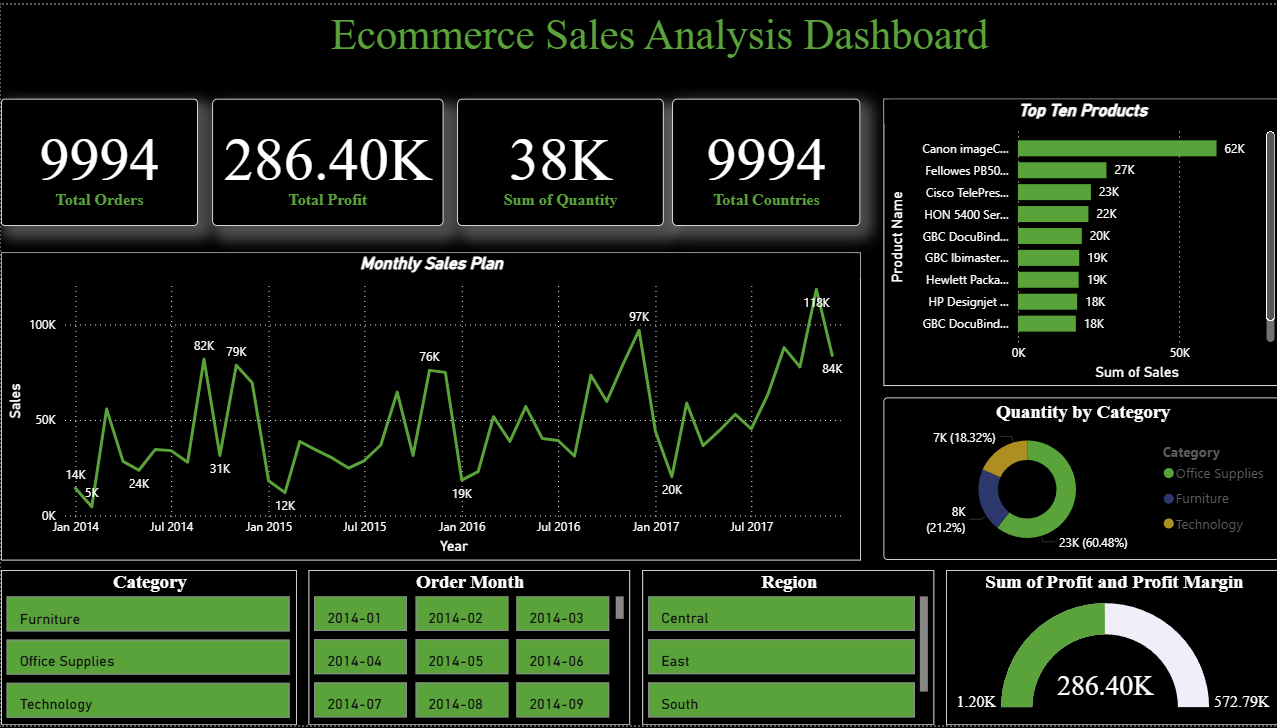 Ecommerce Sales Analysis Dashboard
9994
Total Orders
286.40K
Total Profit
38K
Sum of Quantity
9994
Total Countries
Top Ten Products
Product Name
Canon imageC... 62K
Fellowes PB50... 27K
Cisco TelePres... 23K
HON 5400 Ser... 22K
GBC DocuBind... 20K
GBC Ibimaster... 19K
Hewlett Packa... 19K
HP Designjet ... 18K
GBC DocuBind... 18K
0K 50K
Sum of Sales
Monthly Sales Plan
Sales
100K
50K
0K
14K
5K
24K
82K
31K
79K
12K
76K
19K
97K
20K
118K
84K
Jan 2014 Jul 2014 Jan 2015 Jul 2015 Jan 2016 Jul 2016 Jan 2017 Jul 2017
Year
Quantity by Category
7K (18.32%)
8K
(21.2%)
23K (60.48%)
Category
Office Supplies
Furniture
Technology
Category
Furniture
Office Supplies
Technology
Order Month
2014-01 2014-02 2014-03
2014-04 2014-05 2014-06
2014-07 2014-08 2014-09
Region
Central
East
South
Sum of Profit and Profit Margin
286.40K
1.20K 572.79K